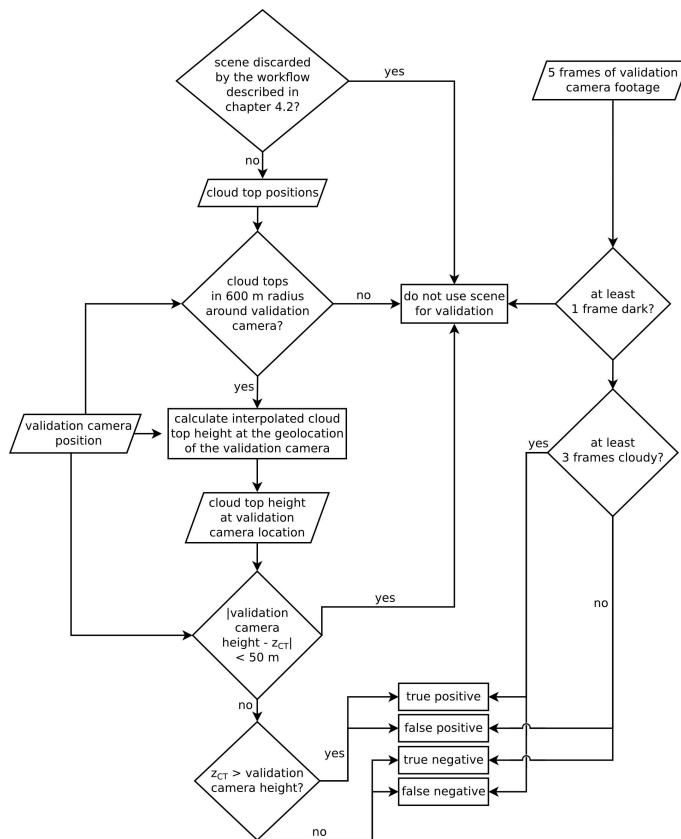 scene discarded
by the workflow
described in
chapter 4.2?
yes
5 frames of validation
camera footage
no
cloud top positions
cloud tops
in 600 m radius
around validation
camera?
no
do not use scene
for validation
at least
1 frame dark?
yes
validation camera
position
calculate interpolated cloud
top height at the geolocation
of the validation camera
yes
at least
3 frames cloudy?
cloud top height
at validation
camera location
|validation
camera
height - zCT|
< 50 m
yes
no
no
true positive
false positive
true negative
false negative
yes
zCT > validation
camera height?
no